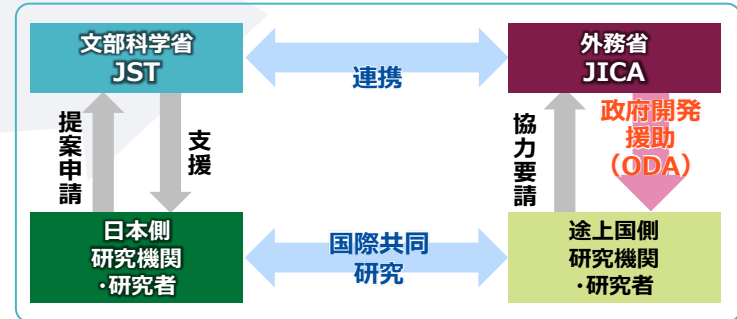 文部科学省
JST
連携
外務省
JICA
提案申請
支援
協力要請
政府開発
援助
（ODA）
日本側
研究機関
・研究者
国際共同
研究
途上国側
研究機関
・研究者